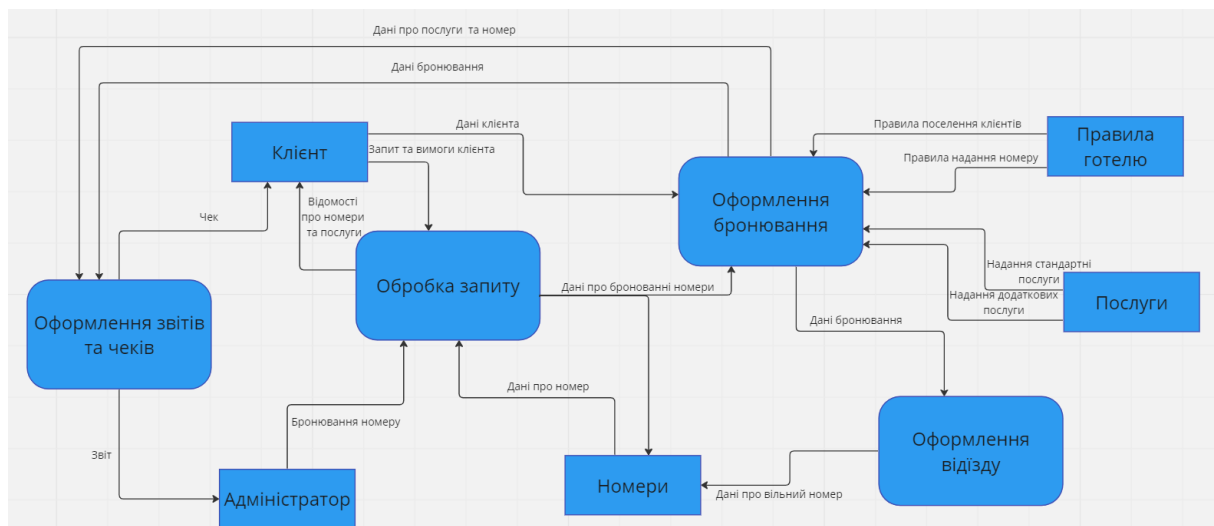 Дані про послуги та номер
Дані бронювання
Дані клієнта
Правила поселення клієнтів
Правила
готелю
Клієнт
Запит та вимоги клієнта
Правила надання номеру
Відомості
про номери
та послуги
Оформлення
бронювання
Чек
Надання стандартні
послуги
Обробка запиту
Дані про бронованні номери
Надання додаткових
послуги
Послуги
Оформлення звітів
та чеків
Дані бронювання
Дані про номер
Бронювання номеру
Оформлення
відїзду
Звіт
Адміністратор
Номери
Дані про вільний номер